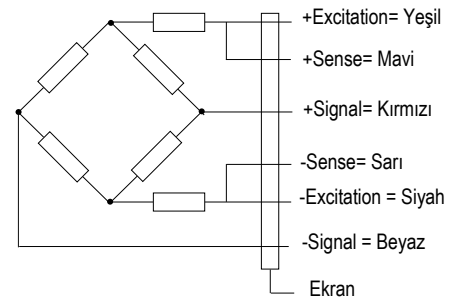 +Excitation= Yeşil
+Sense= Mavi
+Signal= Kırmızı
-Sense= Sarı
-Excitation = Siyah
-Signal = Beyaz
Ekran